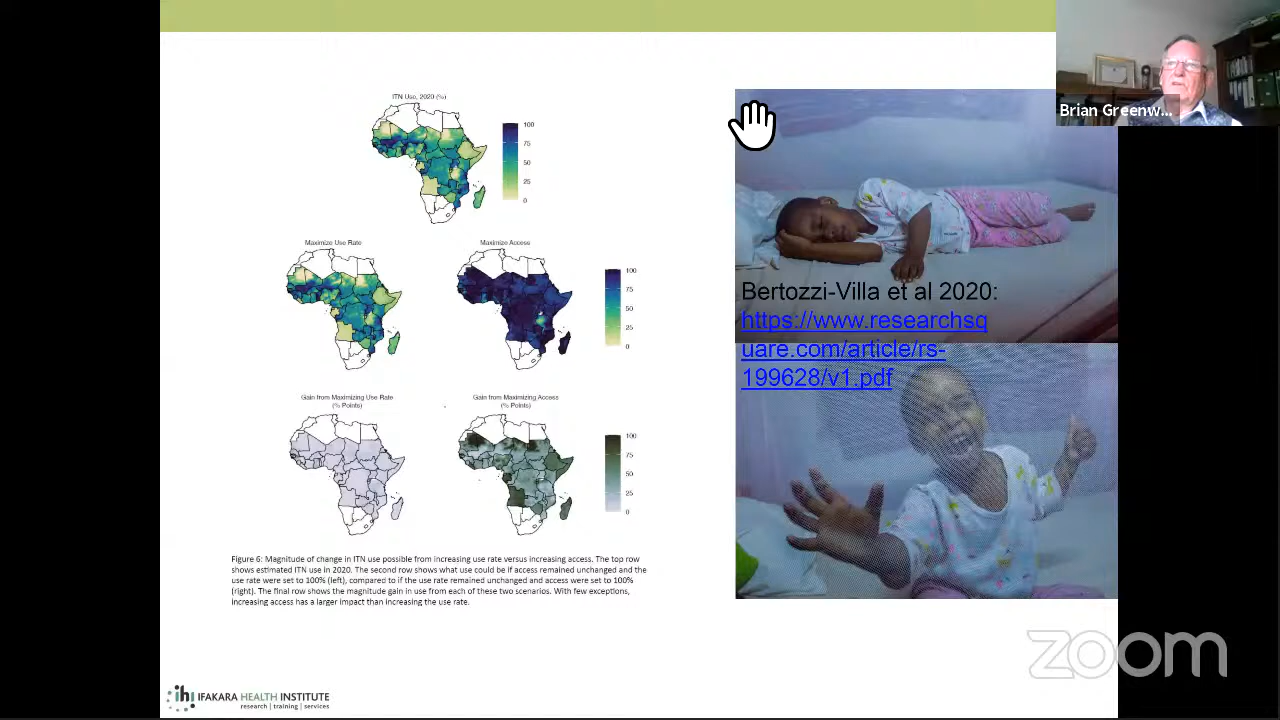 Brian Greenw...
ITN Use, 2020 (%)
100
75
50
25
0
Maximize Use Rate
Maximize Access
100
75
50
25
0
Gain from Maximizing Use Rate
(% Points)
Gain from Maximizing Access
(% Points)
100
75
50
25
0
Bertozzi-Villa et al 2020:
https://www.researchsq
uare.com/article/rs-
199628/v1.pdf
Figure 6: Magnitude of change in ITN use possible from increasing use rate versus increasing access. The top row
shows estimated ITN use in 2020. The second row shows what use could be if access remained unchanged and the
use rate were set to 100% (left), compared to if the use rate remained unchanged and access were set to 100%
(right). The final row shows the magnitude gain in use from each of these two scenarios. With few exceptions,
increasing access has a larger impact than increasing the use rate.
zoom
ihi IFAKARA HEALTH INSTITUTE
research | training | services